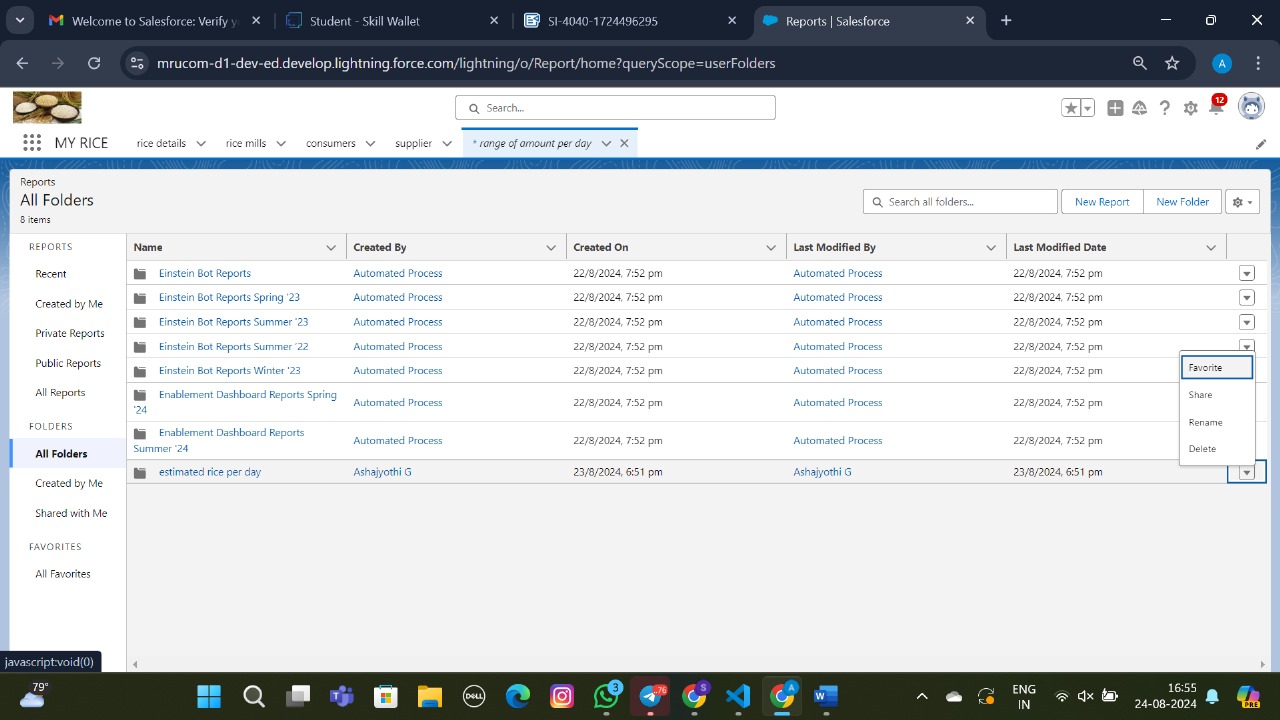 Welcome to Salesforce: Verify y
Student - Skill Wallet
SI-4040-1724496295
Reports | Salesforce
mrucom-d1-dev-ed.develop.lightning.force.com/lightning/o/Report/home?queryScope=userFolders
A
Search...
12
MY RICE
rice details
rice mills
consumers
supplier
* range of amount per day
Reports
All Folders
8 items
Search all folders...
New Report
New Folder
REPORTS
Recent
Created by Me
Private Reports
Public Reports
All Reports
FOLDERS
All Folders
Created by Me
Shared with Me
FAVORITES
All Favorites
Name Created By Created On Last Modified By Last Modified Date
Einstein Bot Reports Automated Process 22/8/2024, 7:52 pm Automated Process 22/8/2024, 7:52 pm
Einstein Bot Reports Spring '23 Automated Process 22/8/2024, 7:52 pm Automated Process 22/8/2024, 7:52 pm
Einstein Bot Reports Summer '23 Automated Process 22/8/2024, 7:52 pm Automated Process 22/8/2024, 7:52 pm
Einstein Bot Reports Summer '22 Automated Process 22/8/2024, 7:52 pm Automated Process 22/8/2024, 7:52 pm
Einstein Bot Reports Winter '23 Automated Process 22/8/2024, 7:52 pm Automated Process 22/8/2024, 7:52 pm
Enablement Dashboard Reports Spring
'24 Automated Process 22/8/2024, 7:52 pm Automated Process 22/8/2024, 7:52 pm
Enablement Dashboard Reports
Summer '24 Automated Process 22/8/2024, 7:52 pm Automated Process 22/8/2024, 7:52 pm
estimated rice per day Ashajyothi G 23/8/2024, 6:51 pm Ashajyothi G 23/8/2024, 6:51 pm
Favorite
Share
Rename
Delete
javascript:void(0)
79°
DELL
3
76
S
A
ENG
IN
16:55
24-08-2024
PRE